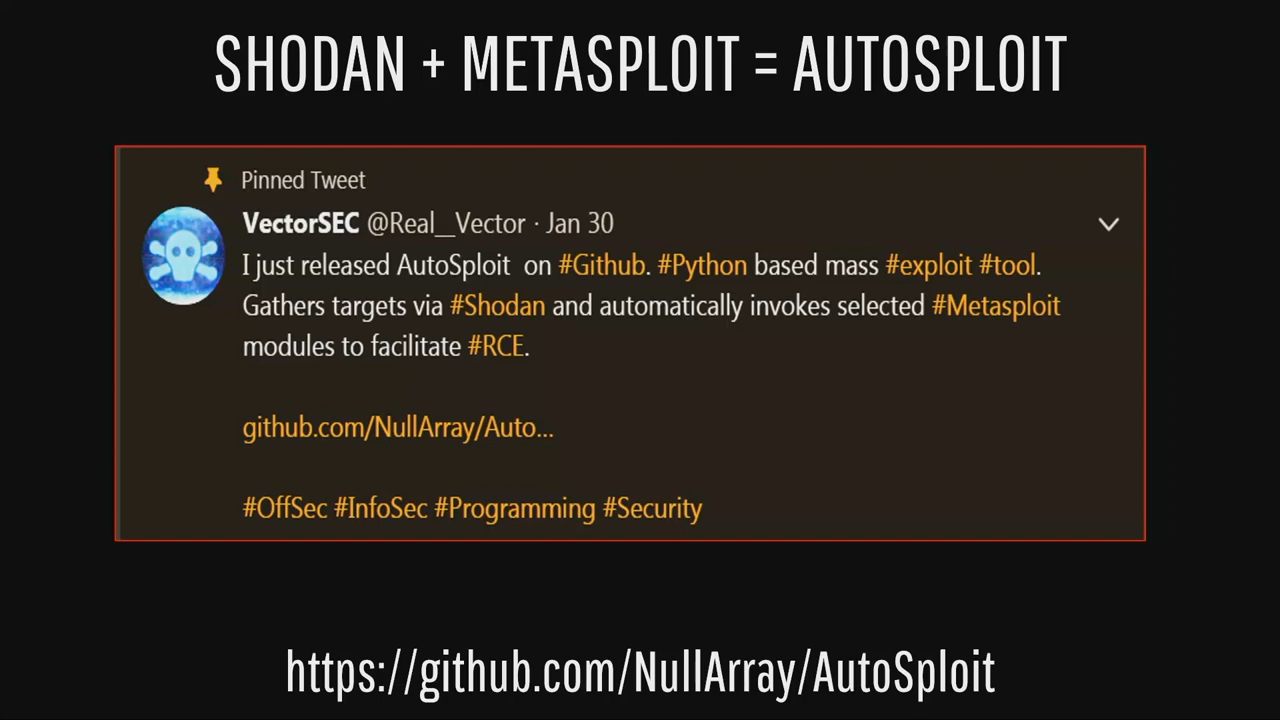 SHODAN + METASPLOIT = AUTOSPLOIT
Pinned Tweet
VectorSEC @Real__Vector · Jan 30
I just released AutoSploit on #Github. #Python based mass #exploit #tool.
Gathers targets via #Shodan and automatically invokes selected #Metasploit
modules to facilitate #RCE.
github.com/NullArray/Auto...
#OffSec #InfoSec #Programming #Security
https://github.com/NullArray/AutoSploit